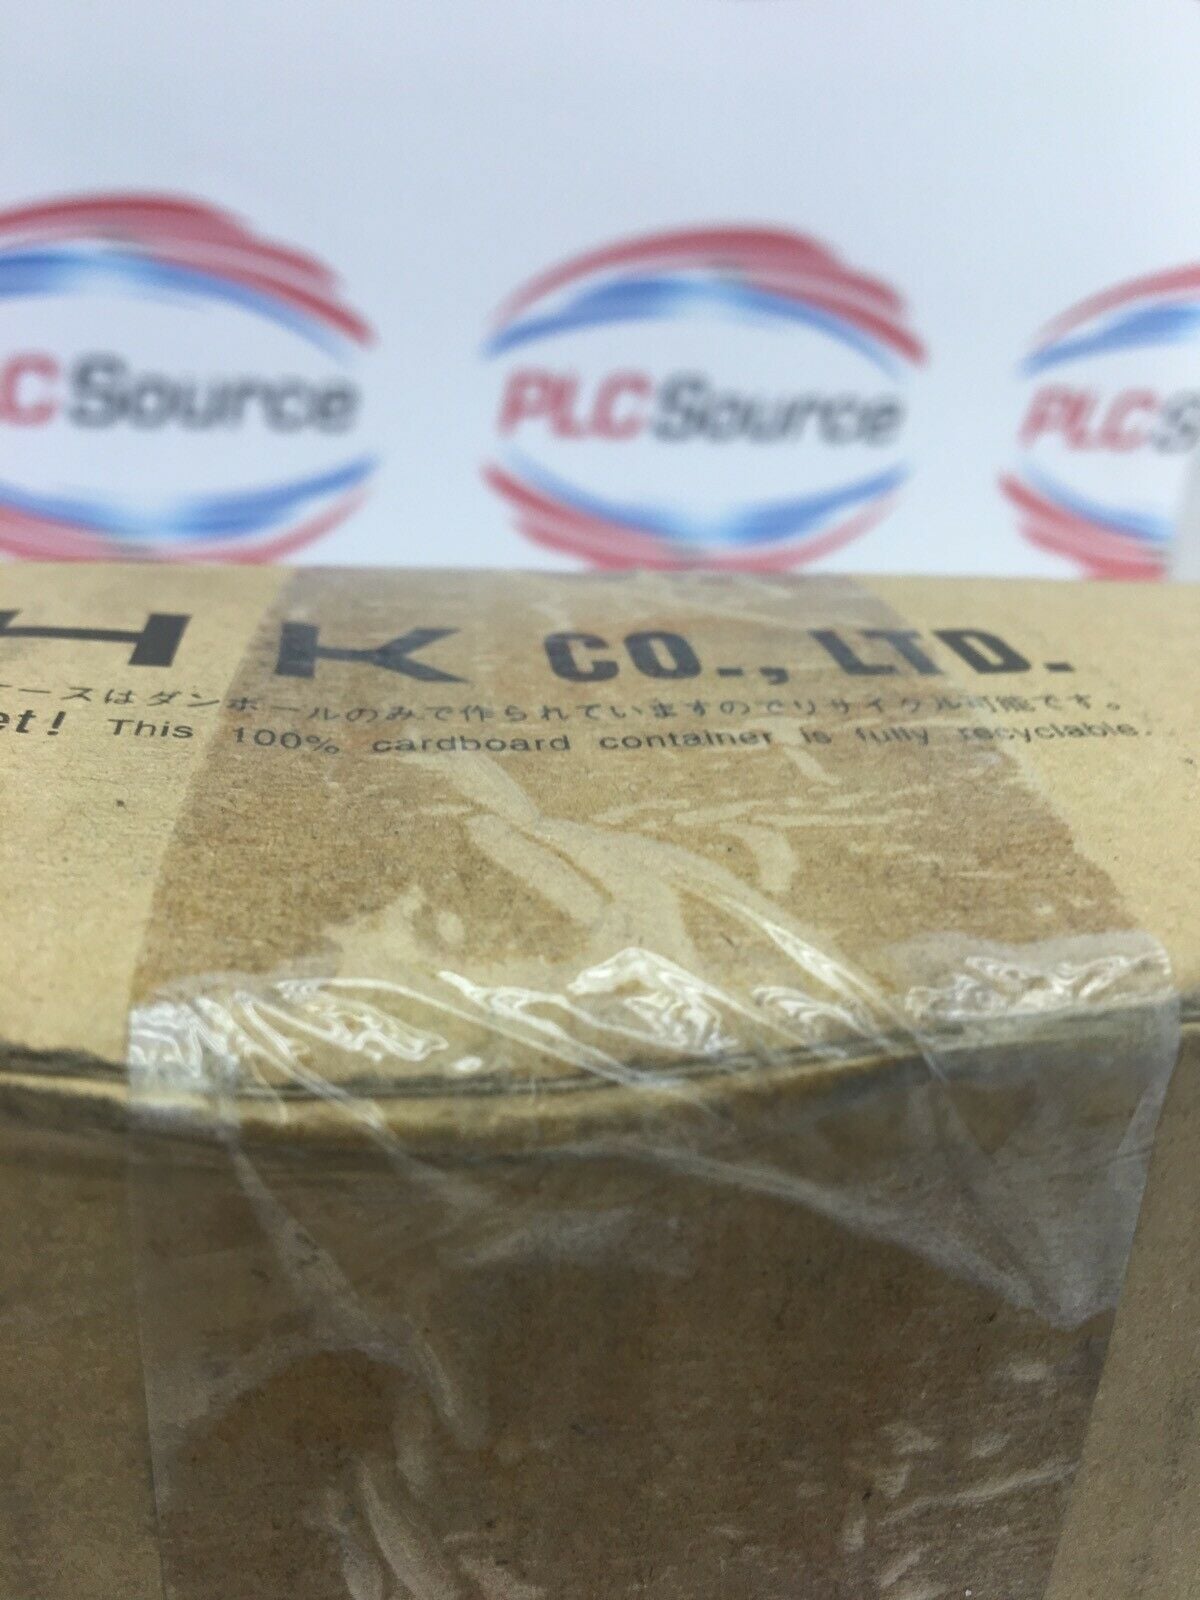 PLCSource PLCSource PLCS
HK CO., LTD.
ケースはダンボールのみで作られていますのでリサイクル可能です。
et! This 100% cardboard container is fully recyclable.